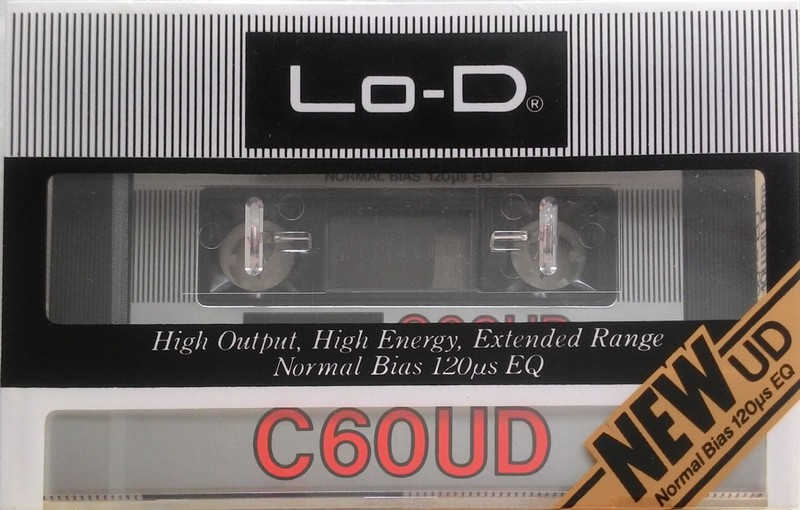 Lo-D®
NORMAL BIAS 120µs EQ
High Output, High Energy, Extended Range
Normal Bias 120µs EQ
C60UD
NEW UD
Normal Bias 120µs EQ